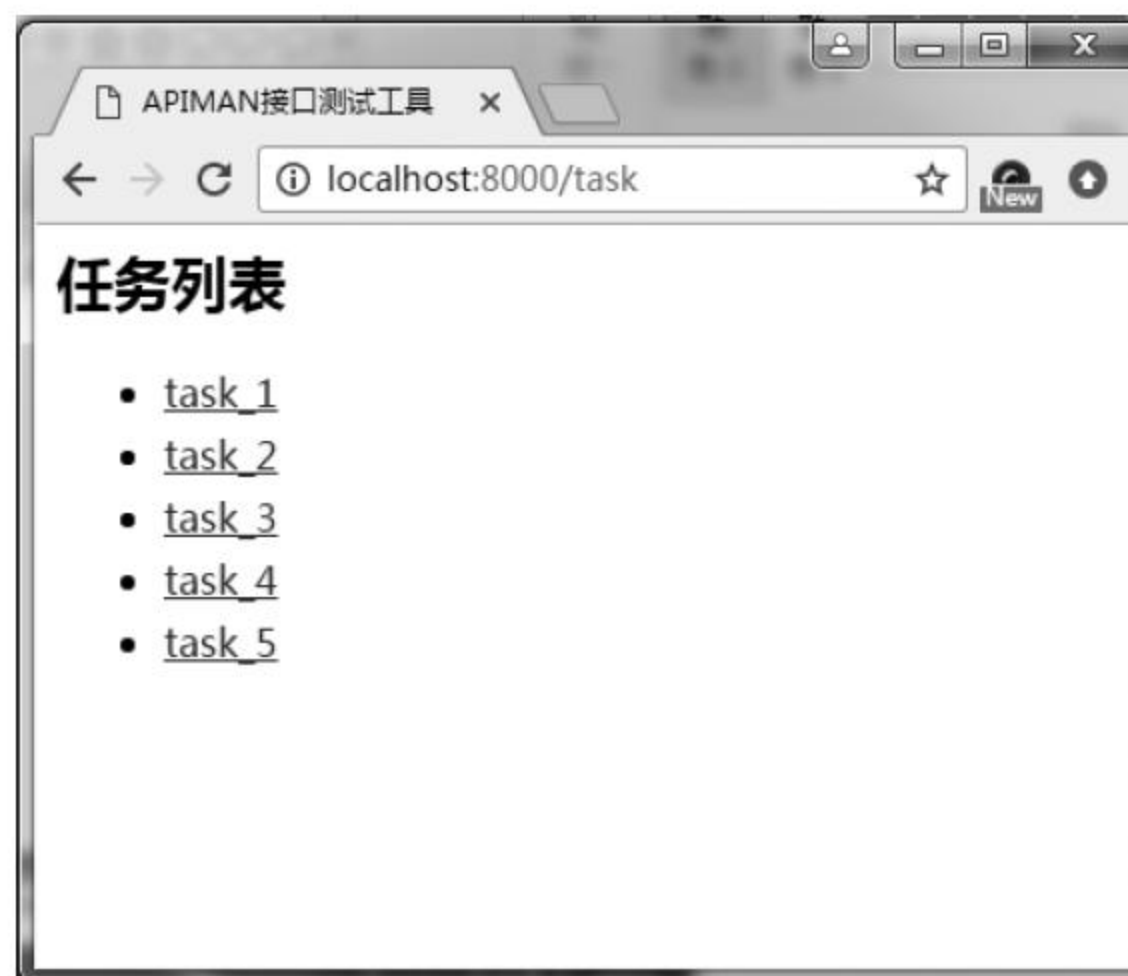 APIMAN接口测试工具
localhost:8000/task
New
任务列表
task_1
task_2
task_3
task_4
task_5